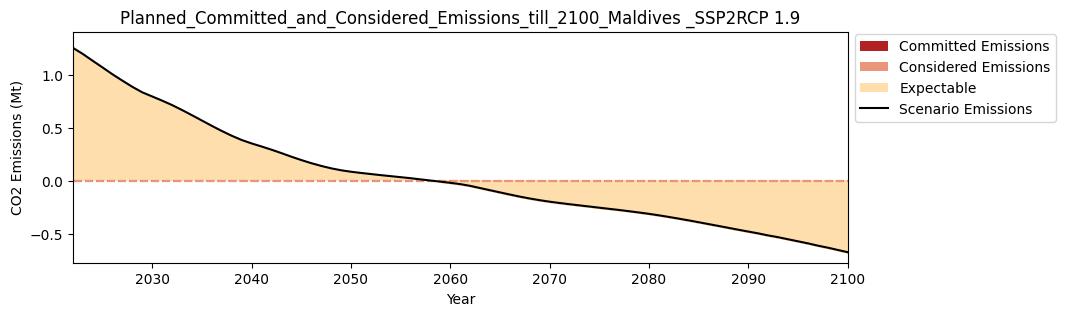 Planned_Committed_and_Considered_Emissions_till_2100_Maldives _SSP2RCP 1.9
Committed Emissions
Considered Emissions
Expectable
Scenario Emissions
CO2 Emissions (Mt)
1.0
0.5
0.0
−0.5
2030 2040 2050 2060 2070 2080 2090 2100
Year